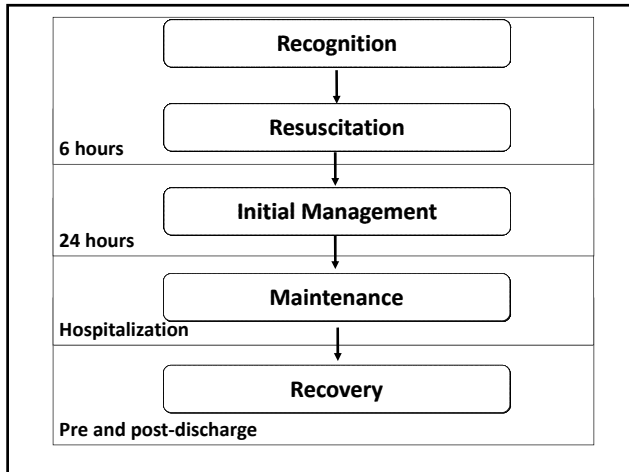 Recognition
Resuscitation
6 hours
Initial Management
24 hours
Maintenance
Hospitalization
Recovery
Pre and post-discharge